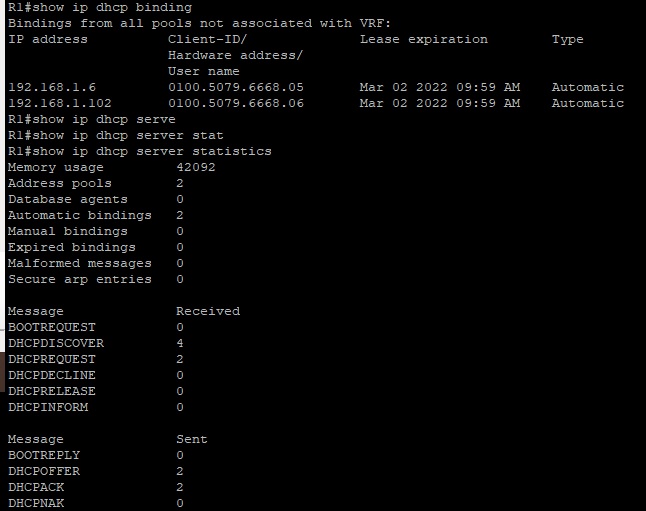 R1#show ip dhcp binding
Bindings from all pools not associated with VRF:
IP address Client-ID/ Lease expiration Type
Hardware address/
User name
192.168.1.6 0100.5079.6668.05 Mar 02 2022 09:59 AM Automatic
192.168.1.102 0100.5079.6668.06 Mar 02 2022 09:59 AM Automatic
R1#show ip dhcp serve
R1#show ip dhcp server stat
R1#show ip dhcp server statistics
Memory usage 42092
Address pools 2
Database agents 0
Automatic bindings 2
Manual bindings 0
Expired bindings 0
Malformed messages 0
Secure arp entries 0
Message Received
BOOTREQUEST 0
DHCPDISCOVER 4
DHCPREQUEST 2
DHCPDECLINE 0
DHCPRELEASE 0
DHCPINFORM 0
Message Sent
BOOTREPLY 0
DHCPOFFER 2
DHCPACK 2
DHCPNAK 0